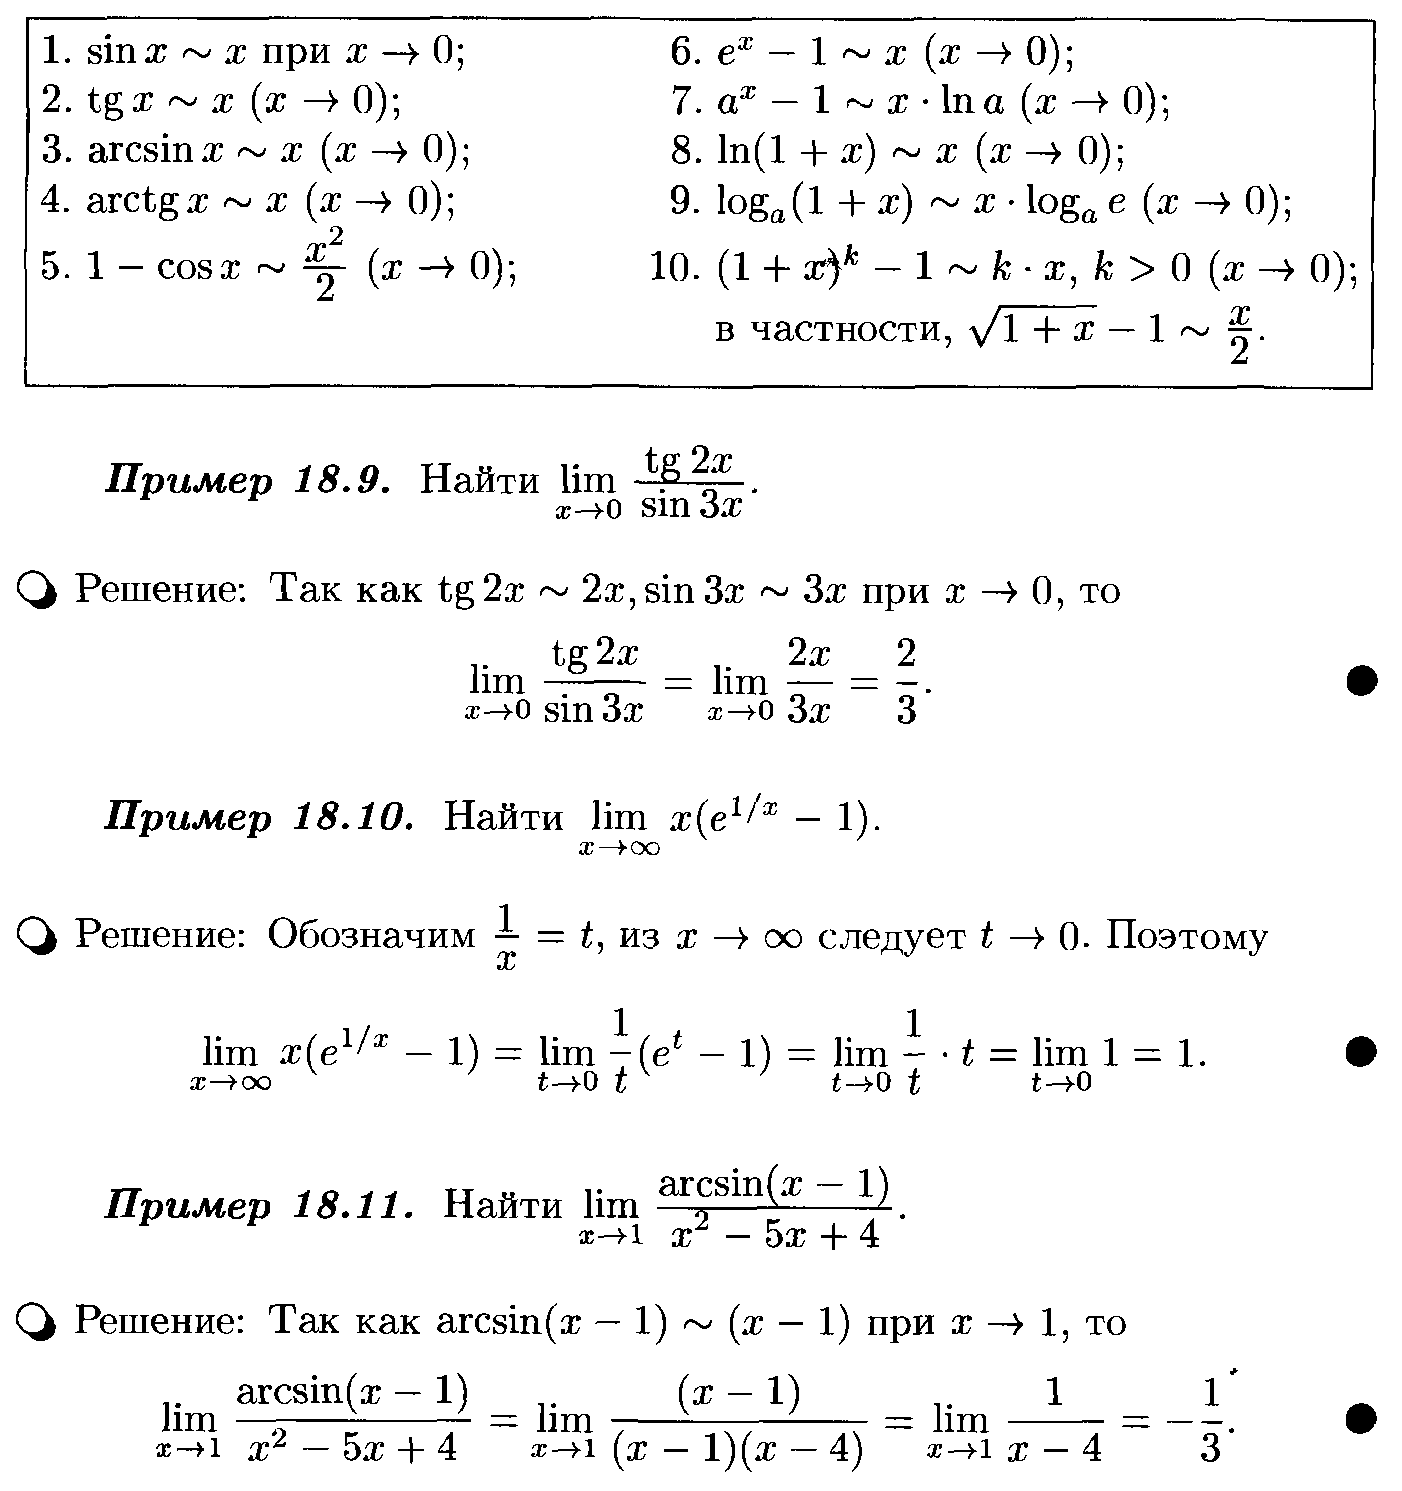 1. sin x ∼ x при x → 0;
2. tg x ∼ x (x → 0);
3. arcsin x ∼ x (x → 0);
4. arctg x ∼ x (x → 0);
5. 1 − cos x ∼ x²/2 (x → 0);
6. eˣ − 1 ∼ x (x → 0);
7. aˣ − 1 ∼ x · ln a (x → 0);
8. ln(1 + x) ∼ x (x → 0);
9. logₐ(1 + x) ∼ x · logₐ e (x → 0);
10. (1 + x)ᵏ − 1 ∼ k · x, k > 0 (x → 0);
в частности, √(1 + x) − 1 ∼ x/2.
Пример 18.9. Найти lim_{x→0} (tg 2x)/(sin 3x).
Решение: Так как tg 2x ∼ 2x, sin 3x ∼ 3x при x → 0, то
lim_{x→0} (tg 2x)/(sin 3x) = lim_{x→0} 2x/3x = 2/3.
Пример 18.10. Найти lim_{x→∞} x(e^{1/x} − 1).
Решение: Обозначим 1/x = t, из x → ∞ следует t → 0. Поэтому
lim_{x→∞} x(e^{1/x} − 1) = lim_{t→0} 1/t (eᵗ − 1) = lim_{t→0} 1/t · t = lim_{t→0} 1 = 1.
Пример 18.11. Найти lim_{x→1} arcsin(x − 1)/(x² − 5x + 4).
Решение: Так как arcsin(x − 1) ∼ (x − 1) при x → 1, то
lim_{x→1} arcsin(x − 1)/(x² − 5x + 4) = lim_{x→1} (x − 1)/((x − 1)(x − 4)) = lim_{x→1} 1/(x − 4) = −1/3.